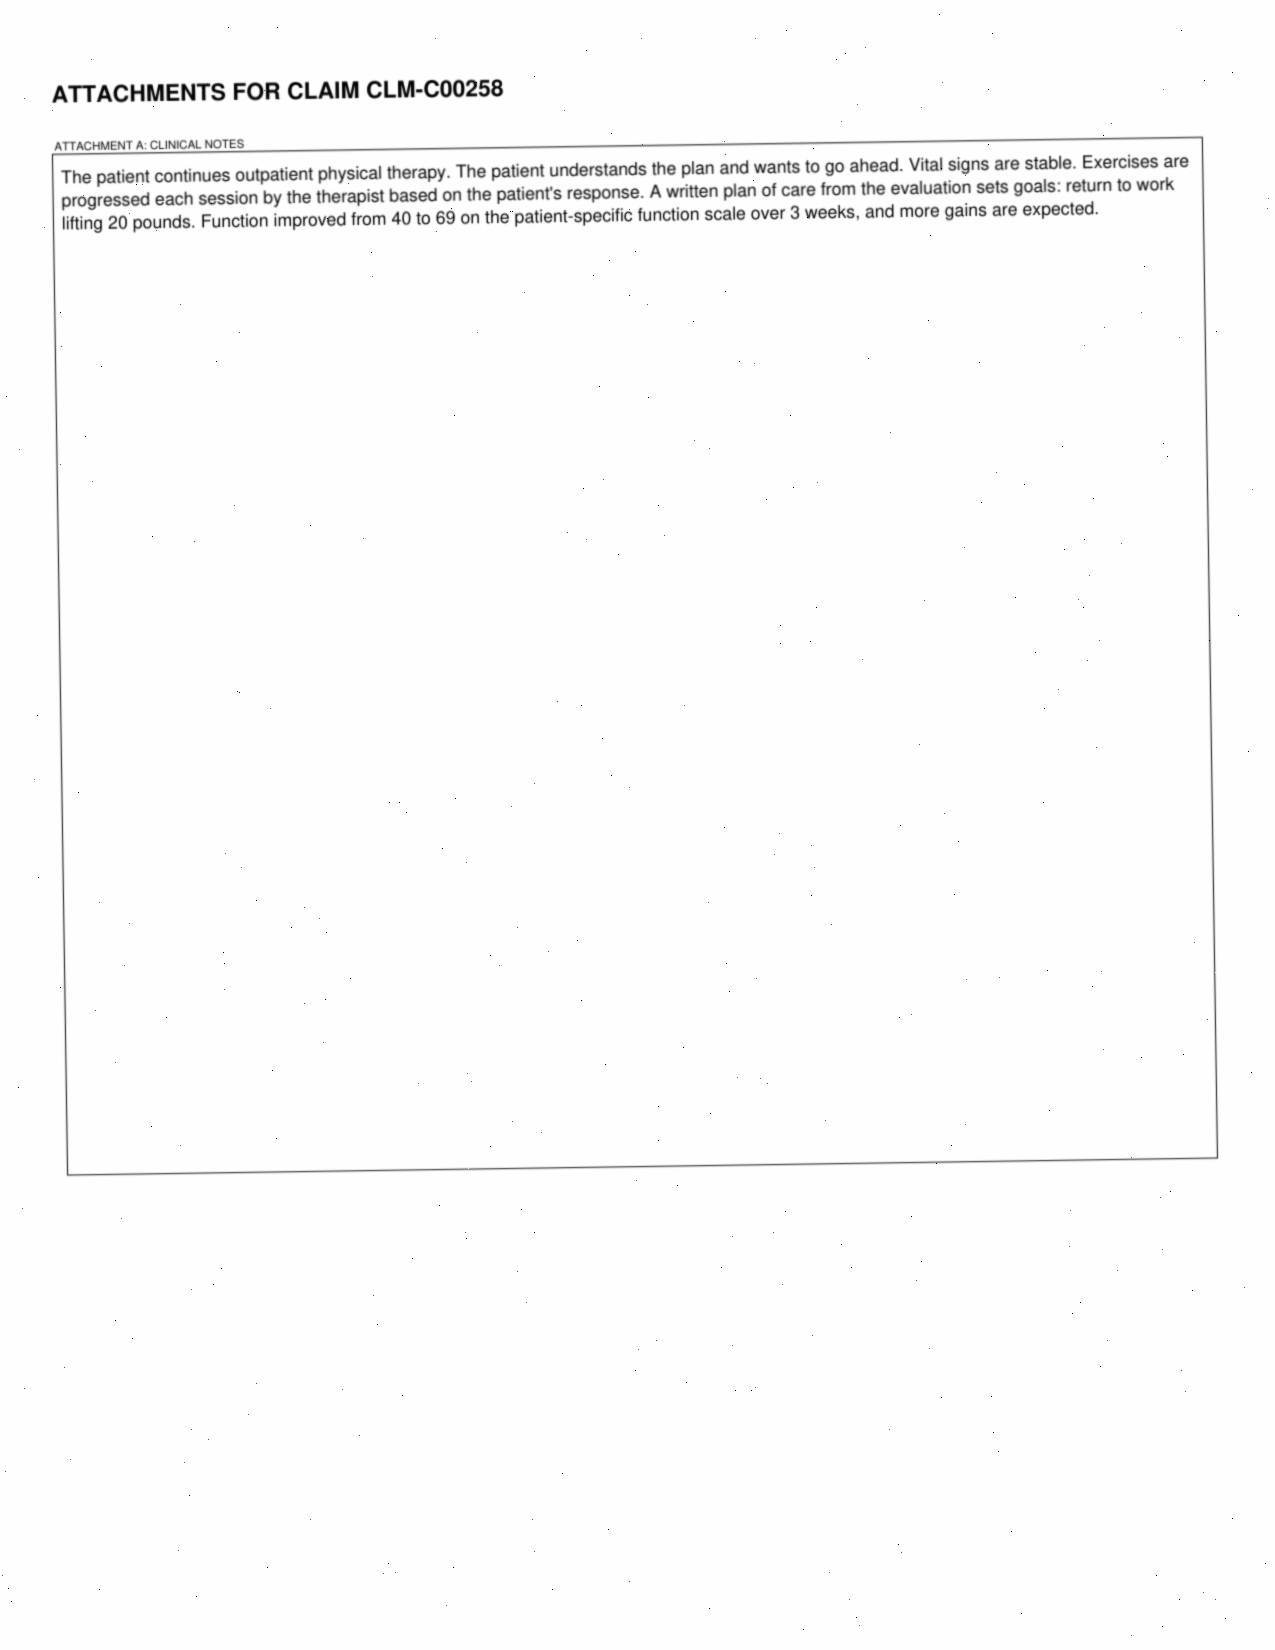 ATTACHMENTS FOR CLAIM CLM-C00258
ATTACHMENT A: CLINICAL NOTES
The patient continues outpatient physical therapy. The patient understands the plan and wants to go ahead. Vital signs are stable. Exercises are
progressed each session by the therapist based on the patient's response. A written plan of care from the evaluation sets goals: return to work
lifting 20 pounds. Function improved from 40 to 69 on the patient-specific function scale over 3 weeks, and more gains are expected.